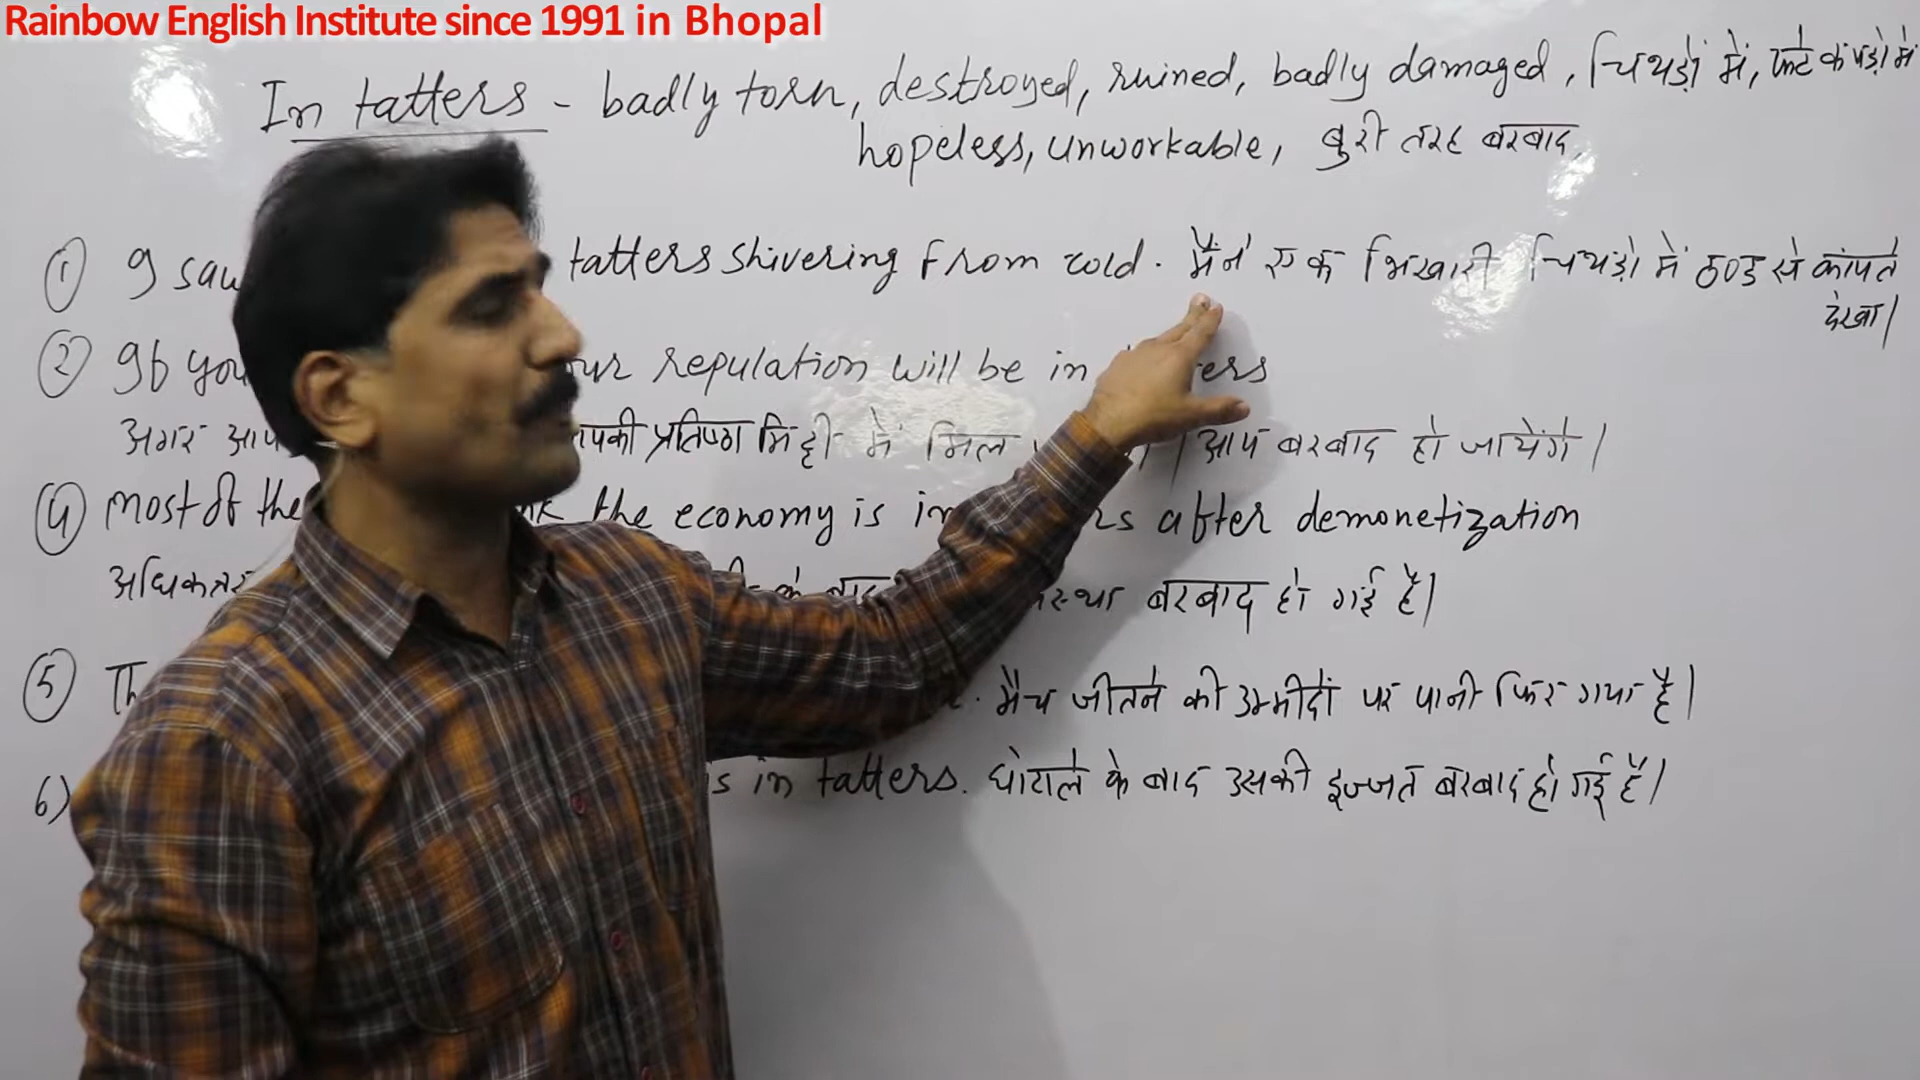 Rainbow English Institute since 1991 in Bhopal
In tatters - badly torn, destroyed, ruined, badly damaged, चिथड़ों में, फटे कपड़ो में
hopeless, unworkable, बुरी तरह बरबाद,
① I saw tatters shivering from cold. मैंने एक भिखारी चिथड़ो में ठण्ड से कांपते
देखा।
② If you repulation will be in
अगर आप आपकी प्रतिष्ठा मिट्टी में मिल । आप बरबाद हो जायेंगे।
④ Most of the the economy is in after demonetization
अधिकतर के बाद बरबाद हो गई है।
⑤ Th मैच जीतने की उम्मीदों पर पानी फिर गया है।
6) is in tatters. घोटाले के बाद उसकी इज्जत बरबाद हो गई है।